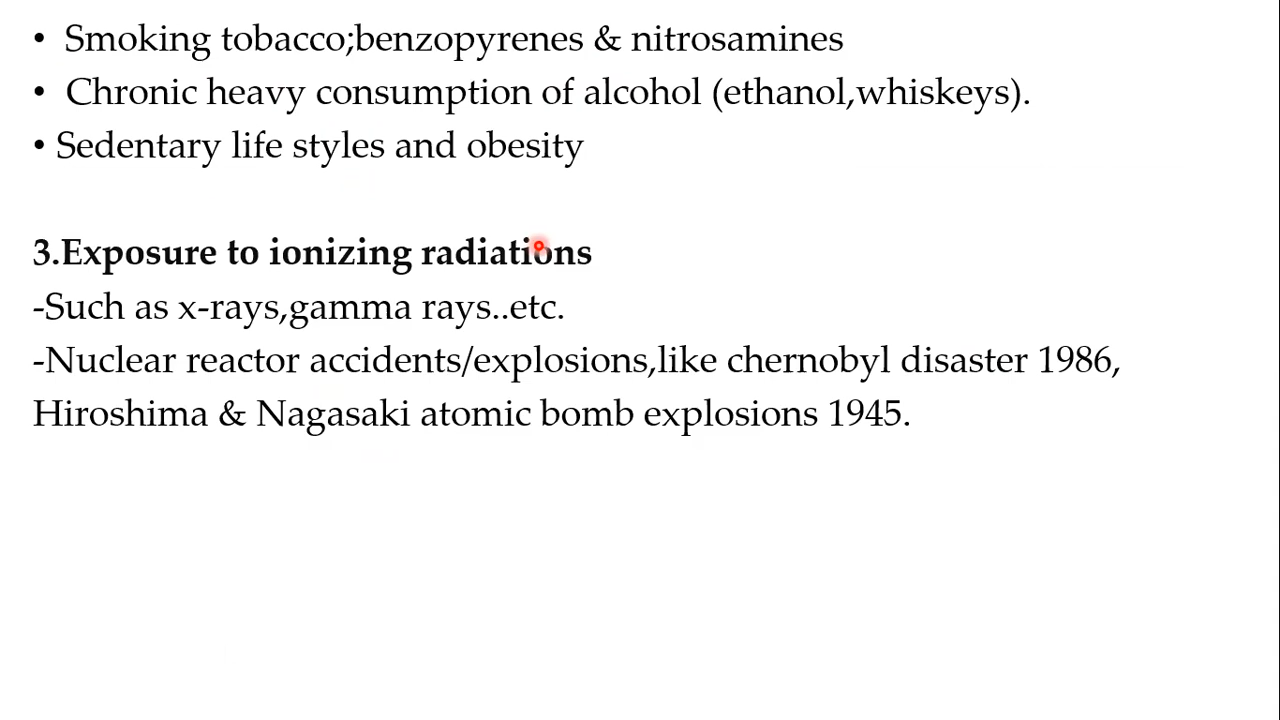 • Smoking tobacco;benzopyrenes & nitrosamines
• Chronic heavy consumption of alcohol (ethanol,whiskeys).
• Sedentary life styles and obesity
3.Exposure to ionizing radiations
-Such as x-rays,gamma rays..etc.
-Nuclear reactor accidents/explosions,like chernobyl disaster 1986,
Hiroshima & Nagasaki atomic bomb explosions 1945.